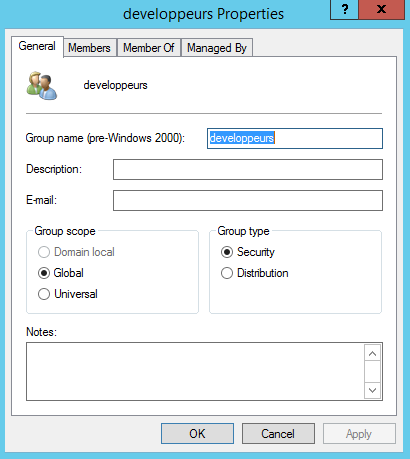 developpeurs Properties
? x
General Members Member Of Managed By
developpeurs
Group name (pre-Windows 2000): developpeurs
Description:
E-mail:
Group scope Group type
Domain local Security
Global Distribution
Universal
Notes:
OK Cancel Apply